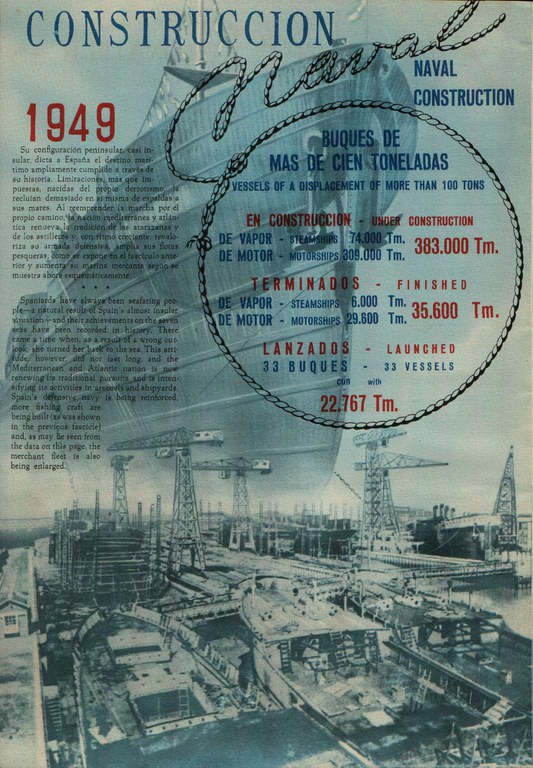 CONSTRUCCION
Naval
NAVAL
CONSTRUCTION
1949
Su configuración peninsular, casi in-
sular, dicta a España el destino marí-
timo ampliamente cumplido a través de
su historia. Limitaciones, más que im-
puestas, nacidas del propio derrotismo, la
recluían demasiado en sí misma de espaldas a
sus mares. Al reemprender la marcha por el
propio camino, la nación mediterránea y atlán-
tica renueva la tradición de las atarazanas y
de los astilleros y, con ritmo creciente, revalo-
riza su armada defensiva, amplía sus flotas
pesqueras, como se expone en el fascículo ante-
rior y aumenta su marina mercante según se
muestra ahora esquemáticamente.
* * *
Spaniards have always been seafaring peo-
ple—a natural result of Spain's almost insular
situation—and their achievements on the seven
seas have been recorded in history. There
came a time when, as a result of a wrong out-
look, she turned her back to the sea. This atti-
tude, however, did not last long, and the
Mediterranean and Atlantic nation is now
renewing its traditional pursuits and is inten-
sifying its activities in arsenals and shipyards.
Spain's defensive navy is being reinforced,
more fishing craft are
being built (as was shown
in the previous fascicle)
and, as may be seen from
the data on this page, the
merchant fleet is also
being enlarged.
BUQUES DE
MAS DE CIEN TONELADAS
VESSELS OF A DISPLACEMENT OF MORE THAN 100 TONS
EN CONSTRUCCION - UNDER CONSTRUCTION
DE VAPOR - STEAMSHIPS 74.000 Tm.
DE MOTOR - MOTORSHIPS 309.000 Tm.
383.000 Tm.
TERMINADOS - FINISHED
DE VAPOR - STEAMSHIPS 6.000 Tm.
DE MOTOR - MOTORSHIPS 29.600 Tm.
35.600 Tm.
LANZADOS - LAUNCHED
33 BUQUES - 33 VESSELS
con with
22.767 Tm.